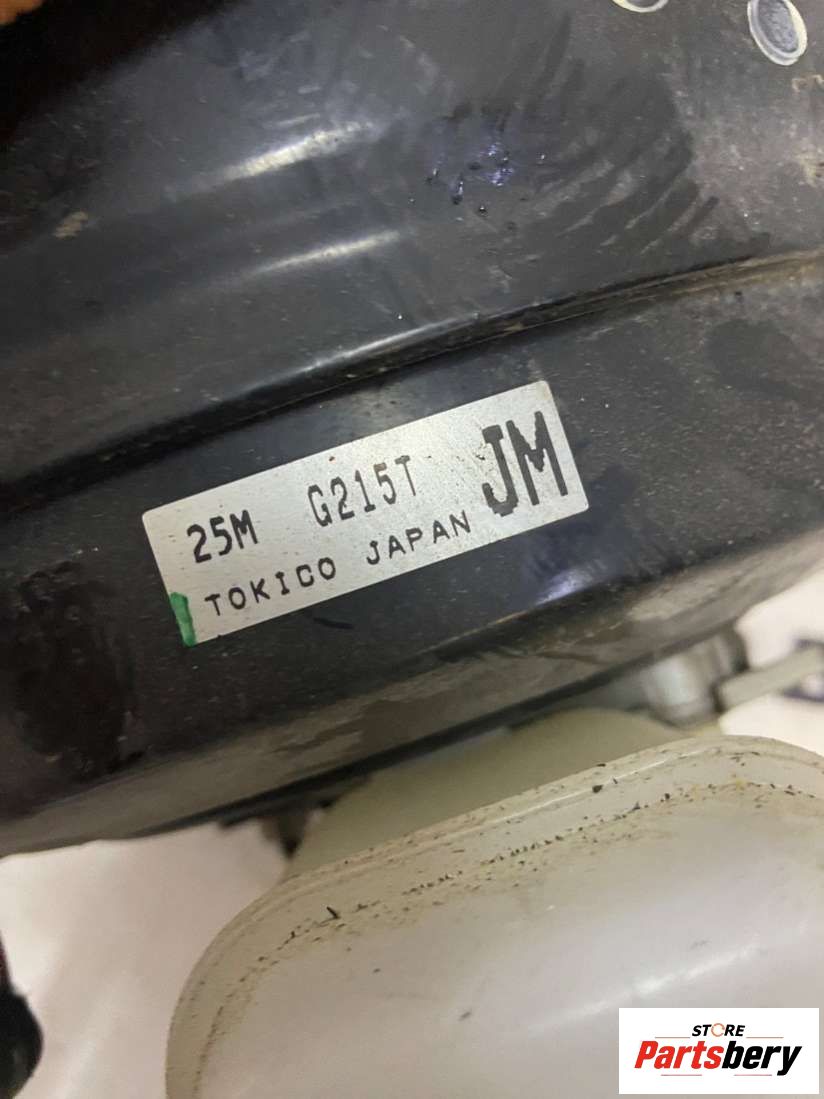 25M G215T JM
TOKICO JAPAN
STORE
Partsbery